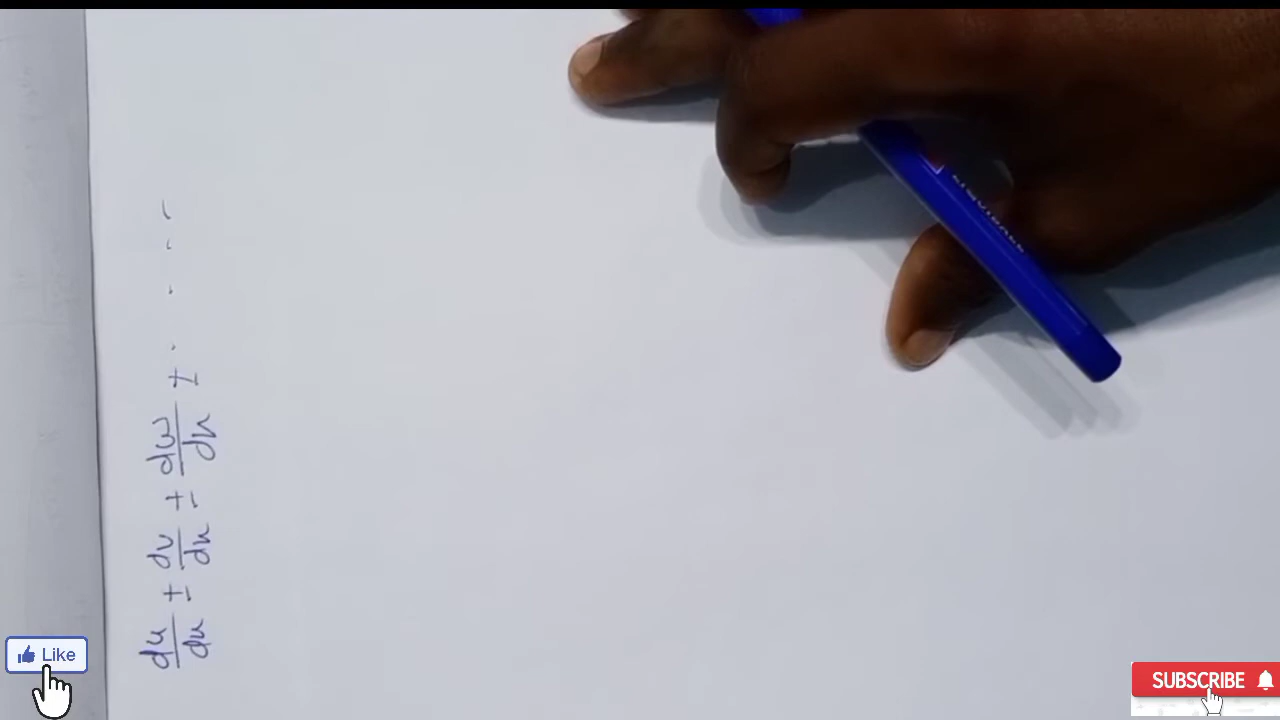 du/dx ± dv/dx ± dw/dx ± . . . . -
Like
SUBSCRIBE